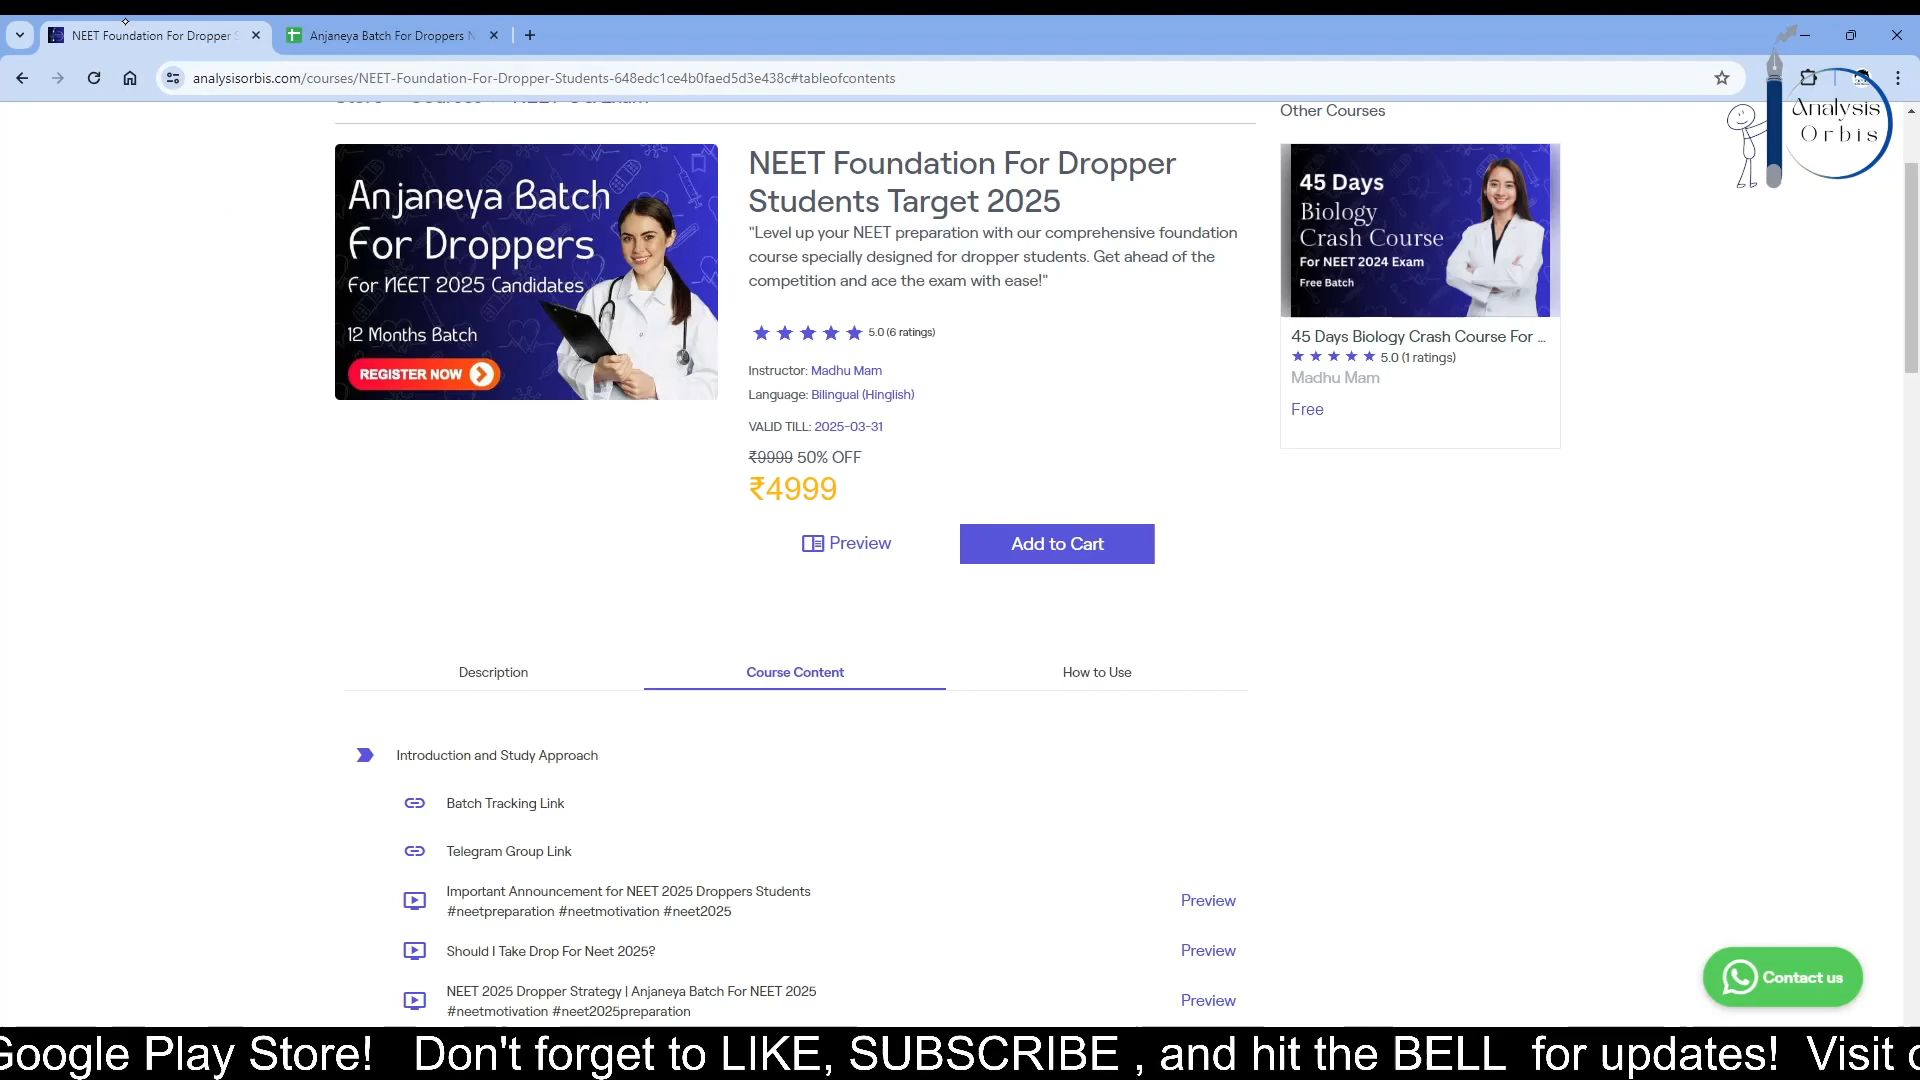 NEET Foundation For Dropper
Anjaneya Batch For Droppers
analysisorbis.com/courses/NEET-Foundation-For-Dropper-Students-648edc1ce4b0faed5d3e438c#tableofcontents
Analysis
Orbis
Other Courses
Anjaneya Batch
For Droppers
For NEET 2025 Candidates
12 Months Batch
REGISTER NOW
NEET Foundation For Dropper
Students Target 2025
"Level up your NEET preparation with our comprehensive foundation
course specially designed for dropper students. Get ahead of the
competition and ace the exam with ease!"
5.0 (6 ratings)
Instructor: Madhu Mam
Language: Bilingual (Hinglish)
VALID TILL: 2025-03-31
₹9999 50% OFF
₹4999
Preview
Add to Cart
45 Days
Biology
Crash Course
For NEET 2024 Exam
Free Batch
45 Days Biology Crash Course For ...
5.0 (1 ratings)
Madhu Mam
Free
Description
Course Content
How to Use
Introduction and Study Approach
Batch Tracking Link
Telegram Group Link
Important Announcement for NEET 2025 Droppers Students
#neetpreparation #neetmotivation #neet2025
Preview
Should I Take Drop For Neet 2025?
Preview
NEET 2025 Dropper Strategy | Anjaneya Batch For NEET 2025
#neetmotivation #neet2025preparation
Preview
Contact us
Google Play Store! Don't forget to LIKE, SUBSCRIBE , and hit the BELL for updates! Visit